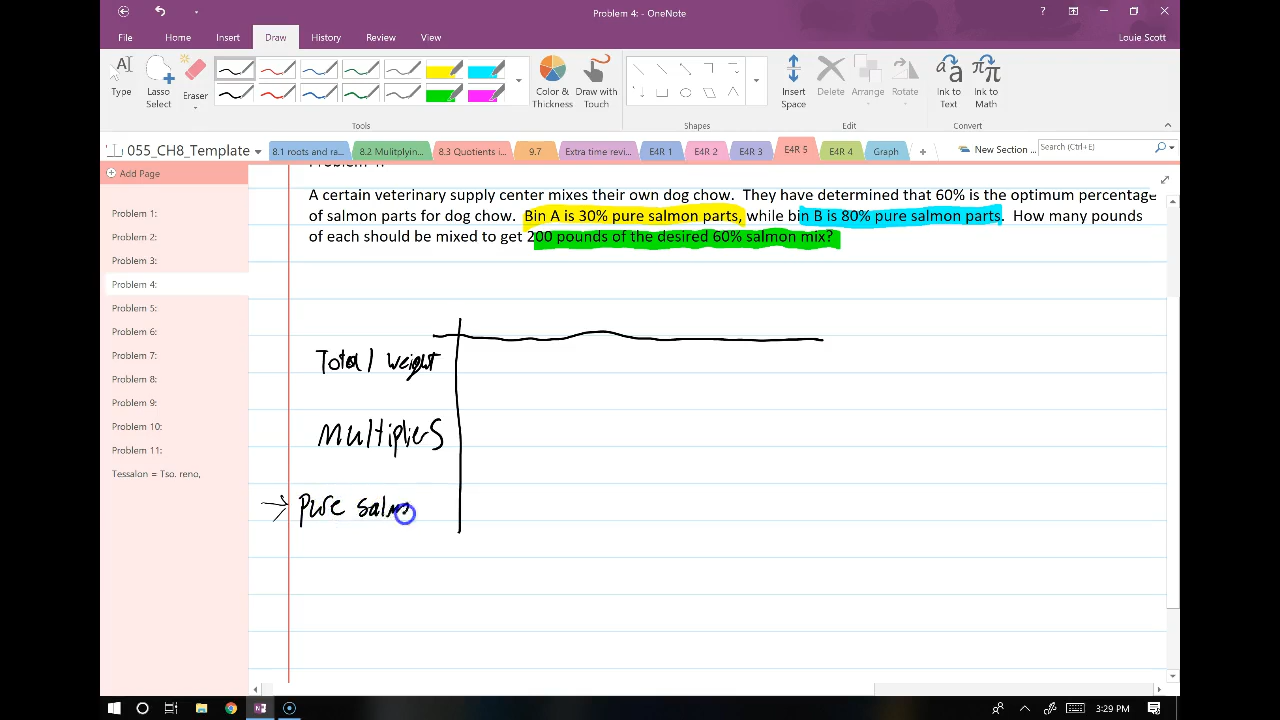 Problem 4: - OneNote
?
File
Home
Insert
Draw
History
Review
View
Louie Scott
Type
Lasso
Select
Eraser
Color &
Thickness
Draw with
Touch
Insert
Space
Delete
Arrange
Rotate
Ink to
Text
Ink to
Math
Tools
Shapes
Edit
Convert
055_CH8_Template
8.1 roots and ra...
8.2 Mulitplying...
8.3 Quotients i...
9.7
Extra time revi...
E4R 1
E4R 2
E4R 3
E4R 5
E4R 4
Graph
+
New Section ...
Search (Ctrl+E)
Add Page
Problem 1:
Problem 2:
Problem 3:
Problem 4:
Problem 5:
Problem 6:
Problem 7:
Problem 8:
Problem 9:
Problem 10:
Problem 11:
Tessalon = Tso. reno,
A certain veterinary supply center mixes their own dog chow. They have determined that 60% is the optimum percentage
of salmon parts for dog chow. Bin A is 30% pure salmon parts, while bin B is 80% pure salmon parts. How many pounds
of each should be mixed to get 200 pounds of the desired 60% salmon mix?
Total weight
Multipliers
→ Pure salmo
3:29 PM